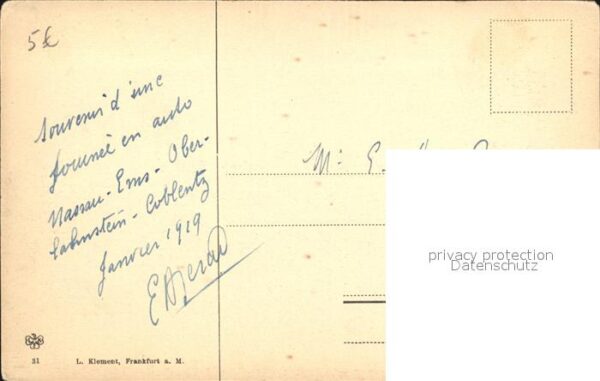 5€
Souvenir d'une
journée en auto
Nassau-Ems-Ober-
lahnstein-Coblentz
Janvier 1919
Mr E.
privacy protection
Datenschutz
31 L. Klement, Frankfurt a. M.